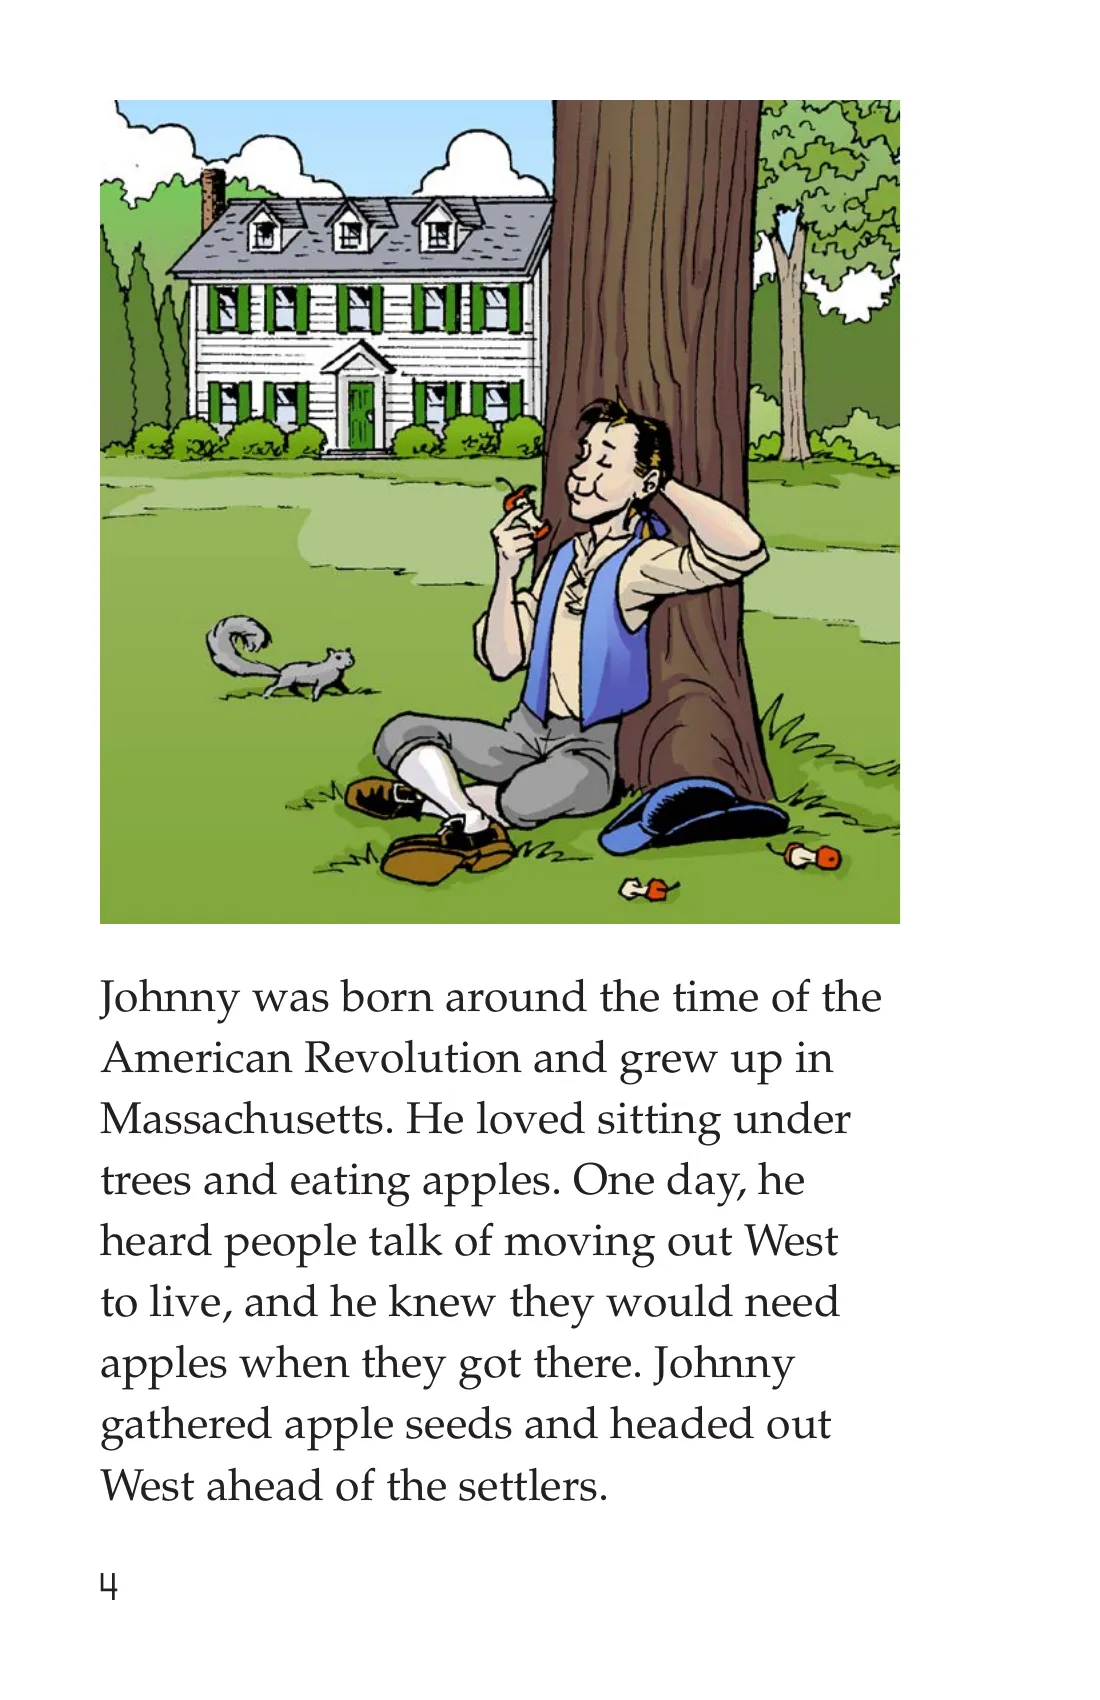 Johnny was born around the time of the
American Revolution and grew up in
Massachusetts. He loved sitting under
trees and eating apples. One day, he
heard people talk of moving out West
to live, and he knew they would need
apples when they got there. Johnny
gathered apple seeds and headed out
West ahead of the settlers.
4